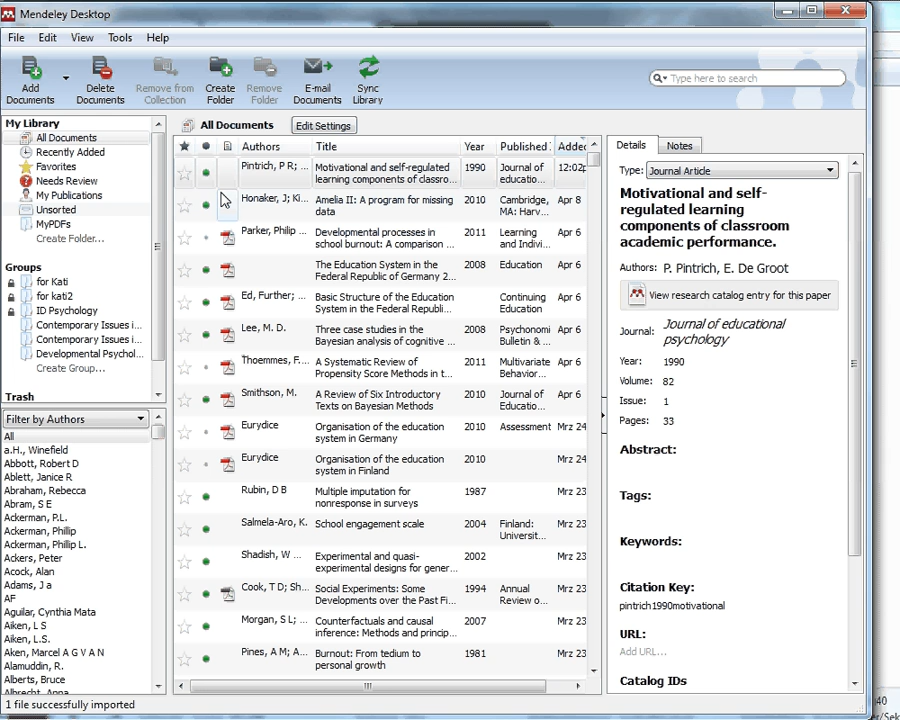 Mendeley Desktop
File Edit View Tools Help
Add Documents
Delete Documents
Remove from Collection
Create Folder
Remove Folder
E-mail Documents
Sync Library
Type here to search
My Library
All Documents
Recently Added
Favorites
Needs Review
My Publications
Unsorted
MyPDFs
Create Folder...
Groups
for Kati
for kati2
ID Psychology
Contemporary Issues i...
Contemporary Issues i...
Developmental Psychol...
Create Group...
Trash
Filter by Authors
All
a.H., Winefield
Abbott, Robert D
Ablett, Janice R
Abraham, Rebecca
Abram, S E
Ackerman, P.L.
Ackerman, Phillip
Ackerman, Phillip L.
Ackers, Peter
Acock, Alan
Adams, J a
AF
Aguilar, Cynthia Mata
Aiken, L S
Aiken, L.S.
Aken, Marcel A G V A N
Alamuddin, R.
Alberts, Bruce
Albrecht, Anna
1 file successfully imported
All Documents Edit Settings
Authors Title Year Published Added
Pintrich, P R; ... Motivational and self-regulated learning components of classro... 1990 Journal of educatio... 12:02p
Honaker, J; Ki... Amelia II: A program for missing data 2010 Cambridge, MA: Harv... Apr 8
Parker, Philip ... Developmental processes in school burnout: A comparison ... 2011 Learning and Indivi... Apr 6
The Education System in the Federal Republic of Germany 2... 2008 Education Apr 6
Ed, Further; ... Basic Structure of the Education System in the Federal Republi... Continuing Education Apr 6
Lee, M. D. Three case studies in the Bayesian analysis of cognitive ... 2008 Psychonomi Bulletin & ... Apr 6
Thoemmes, F.... A Systematic Review of Propensity Score Methods in t... 2011 Multivariate Behavior... Apr 6
Smithson, M. A Review of Six Introductory Texts on Bayesian Methods 2010 Journal of Educatio... Apr 6
Eurydice Organisation of the education system in Germany 2010 Assessment Mrz 24
Eurydice Organisation of the education system in Finland 2010 Mrz 24
Rubin, D B Multiple imputation for nonresponse in surveys 1987 Mrz 23
Salmela-Aro, K. School engagement scale 2004 Finland: Universit... Mrz 23
Shadish, W ... Experimental and quasi-experimental designs for gener... 2002 Mrz 23
Cook, T D; Sh... Social Experiments: Some Developments over the Past Fi... 1994 Annual Review o... Mrz 23
Morgan, S L; ... Counterfactuals and causal inference: Methods and princip... 2007 Mrz 23
Pines, A M; A... Burnout: From tedium to personal growth 1981 Mrz 23
Details Notes
Type: Journal Article
Motivational and self-
regulated learning
components of classroom
academic performance.
Authors: P. Pintrich, E. De Groot
View research catalog entry for this paper
Journal: Journal of educational
psychology
Year: 1990
Volume: 82
Issue: 1
Pages: 33
Abstract:
Tags:
Keywords:
Citation Key:
pintrich1990motivational
URL:
Add URL...
Catalog IDs